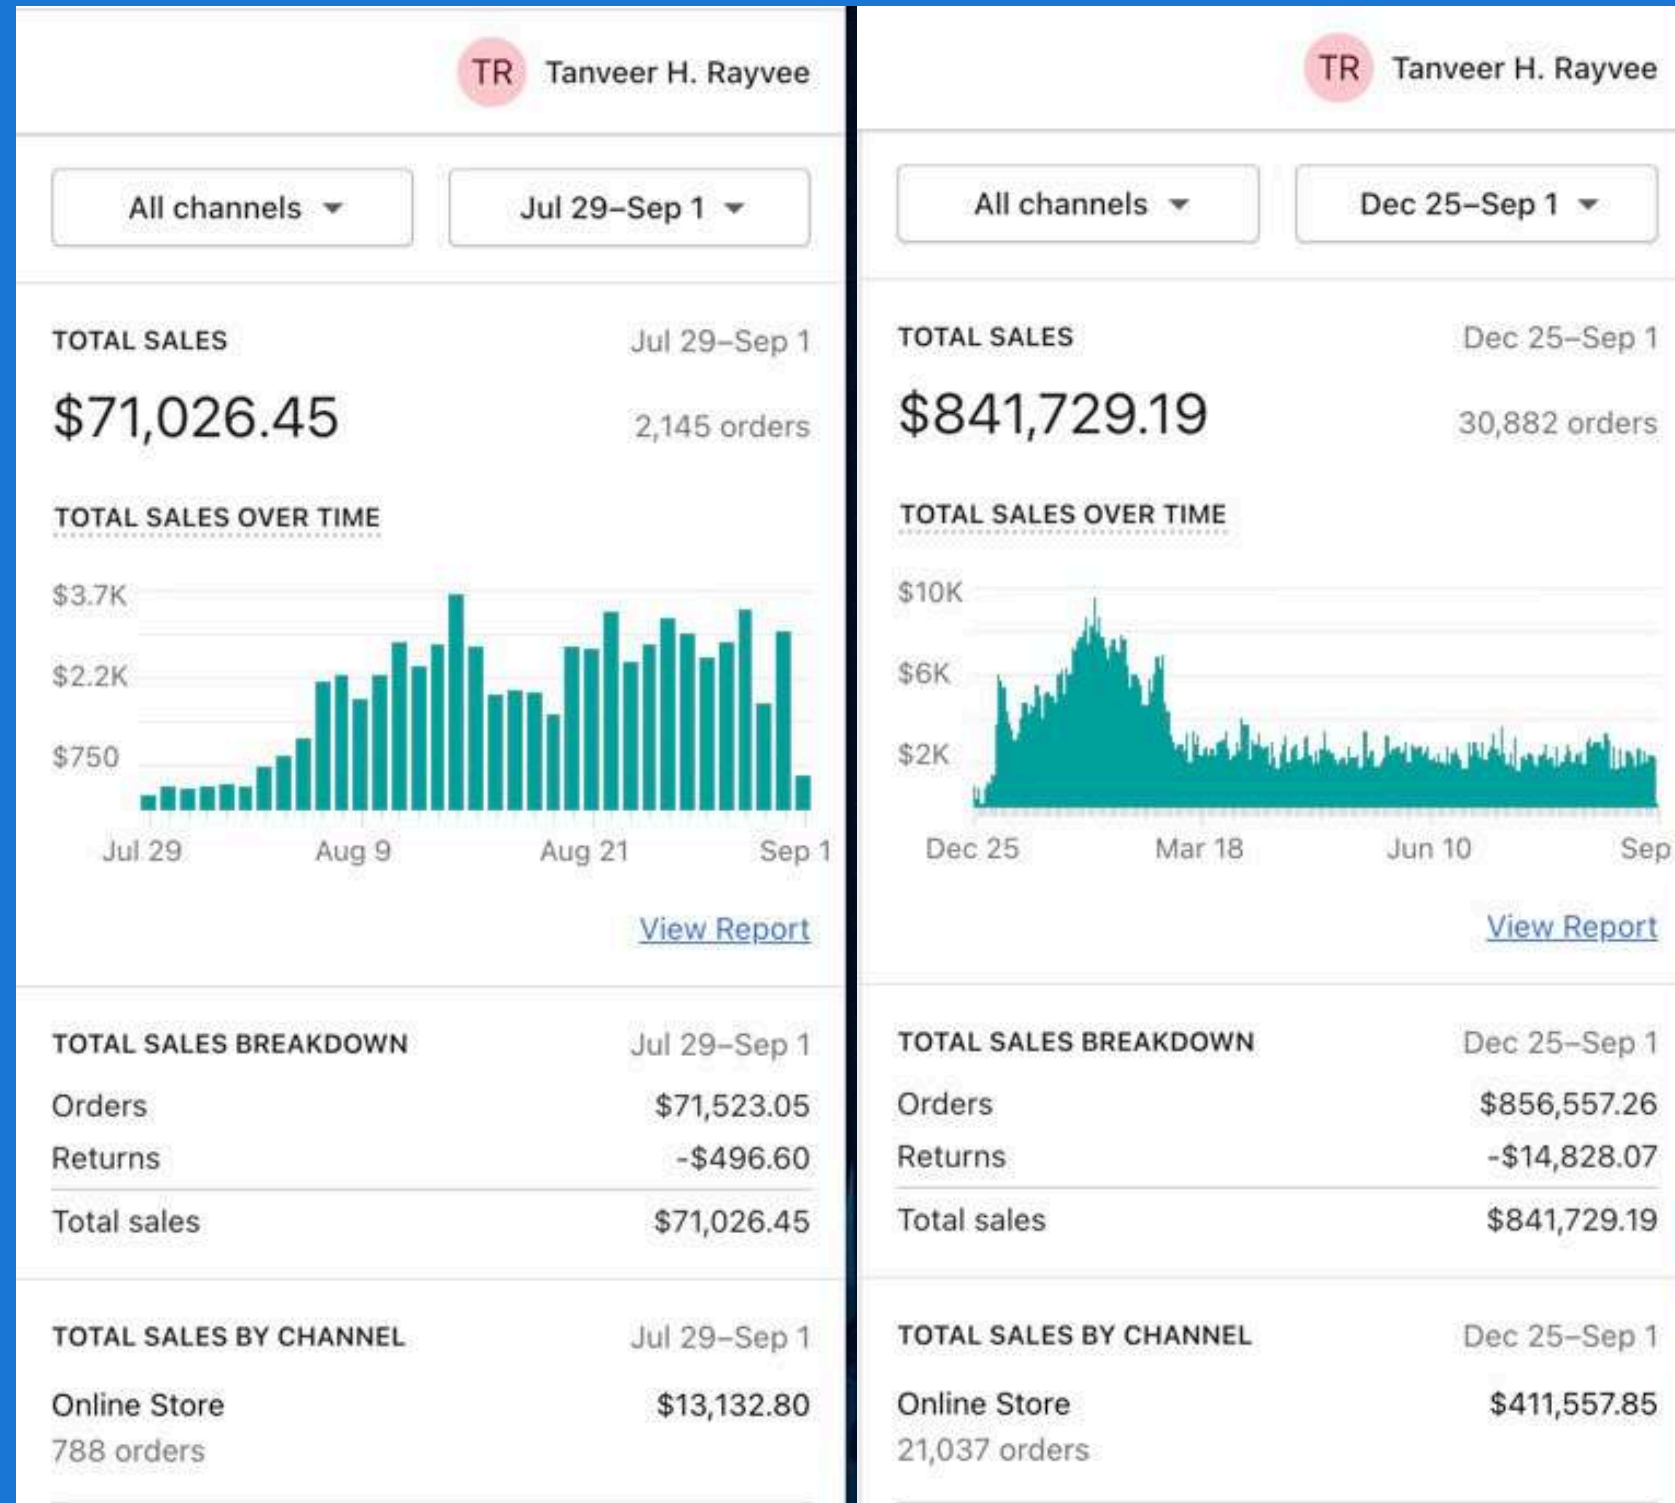 TR Tanveer H. Rayvee
All channels Jul 29–Sep 1
TOTAL SALES Jul 29–Sep 1
$71,026.45 2,145 orders
TOTAL SALES OVER TIME
$3.7K
$2.2K
$750
Jul 29 Aug 9 Aug 21 Sep 1
View Report
TOTAL SALES BREAKDOWN Jul 29–Sep 1
Orders $71,523.05
Returns -$496.60
Total sales $71,026.45
TOTAL SALES BY CHANNEL Jul 29–Sep 1
Online Store $13,132.80
788 orders
TR Tanveer H. Rayvee
All channels Dec 25–Sep 1
TOTAL SALES Dec 25–Sep 1
$841,729.19 30,882 orders
TOTAL SALES OVER TIME
$10K
$6K
$2K
Dec 25 Mar 18 Jun 10 Sep
View Report
TOTAL SALES BREAKDOWN Dec 25–Sep 1
Orders $856,557.26
Returns -$14,828.07
Total sales $841,729.19
TOTAL SALES BY CHANNEL Dec 25–Sep 1
Online Store $411,557.85
21,037 orders